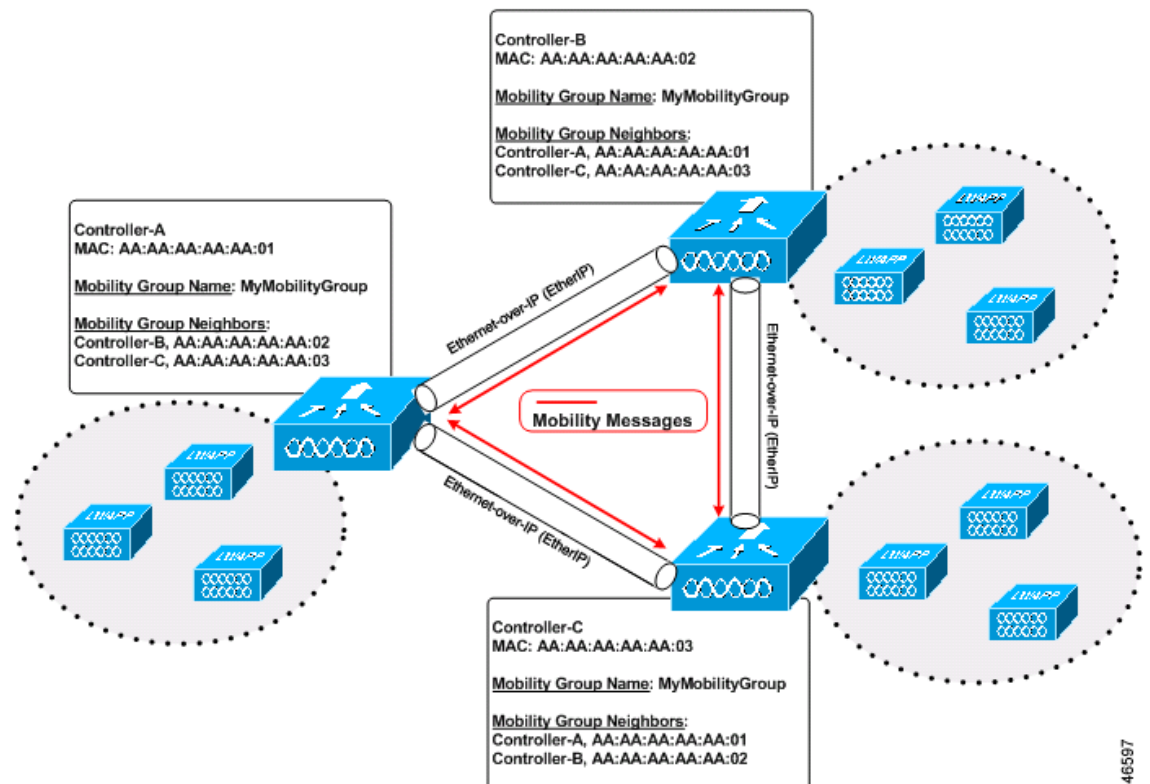 Controller-B
MAC: AA:AA:AA:AA:AA:02
Mobility Group Name: MyMobilityGroup
Mobility Group Neighbors:
Controller-A, AA:AA:AA:AA:AA:01
Controller-C, AA:AA:AA:AA:AA:03
Controller-A
MAC: AA:AA:AA:AA:AA:01
Mobility Group Name: MyMobilityGroup
Mobility Group Neighbors:
Controller-B, AA:AA:AA:AA:AA:02
Controller-C, AA:AA:AA:AA:AA:03
LWAPP
LWAPP
LWAPP
Ethernet-over-IP (EtherIP)
Ethernet-over-IP (EtherIP)
Mobility Messages
Ethernet-over-IP (EtherIP)
LWAPP
LWAPP
LWAPP
LWAPP
LWAPP
LWAPP
Controller-C
MAC: AA:AA:AA:AA:AA:03
Mobility Group Name: MyMobilityGroup
Mobility Group Neighbors:
Controller-A, AA:AA:AA:AA:AA:01
Controller-B, AA:AA:AA:AA:AA:02
46597